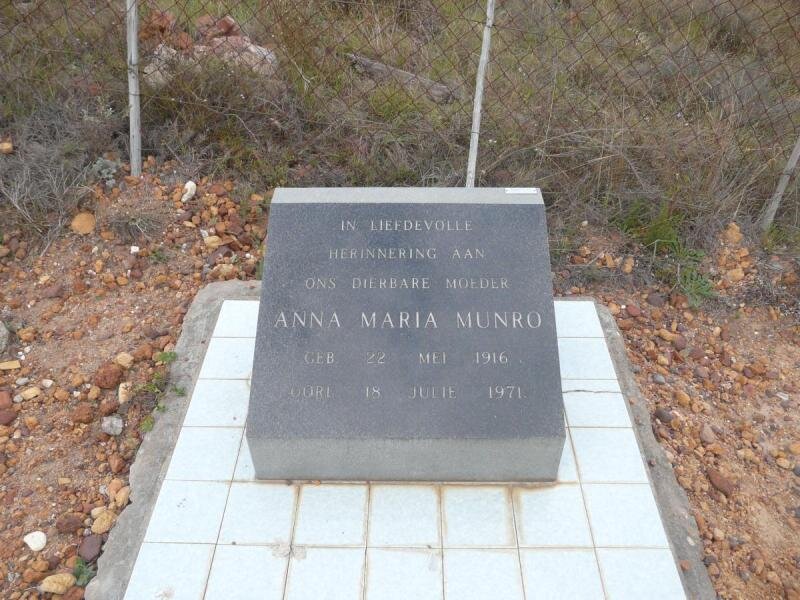 IN LIEFDEVOLLE
HERINNERING AAN
ONS DIERBARE MOEDER
ANNA MARIA MUNRO
GEB. 22 MEI 1916.
OORL. 18 JULIE 1971.